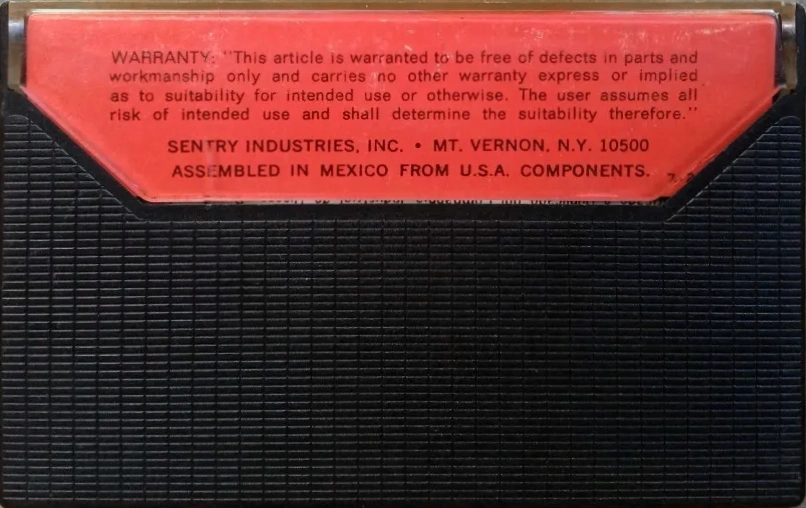 WARRANTY: "This article is warranted to be free of defects in parts and
workmanship only and carries no other warranty express or implied
as to suitability for intended use or otherwise. The user assumes all
risk of intended use and shall determine the suitability therefore."
SENTRY INDUSTRIES, INC. • MT. VERNON, N.Y. 10500
ASSEMBLED IN MEXICO FROM U.S.A. COMPONENTS.